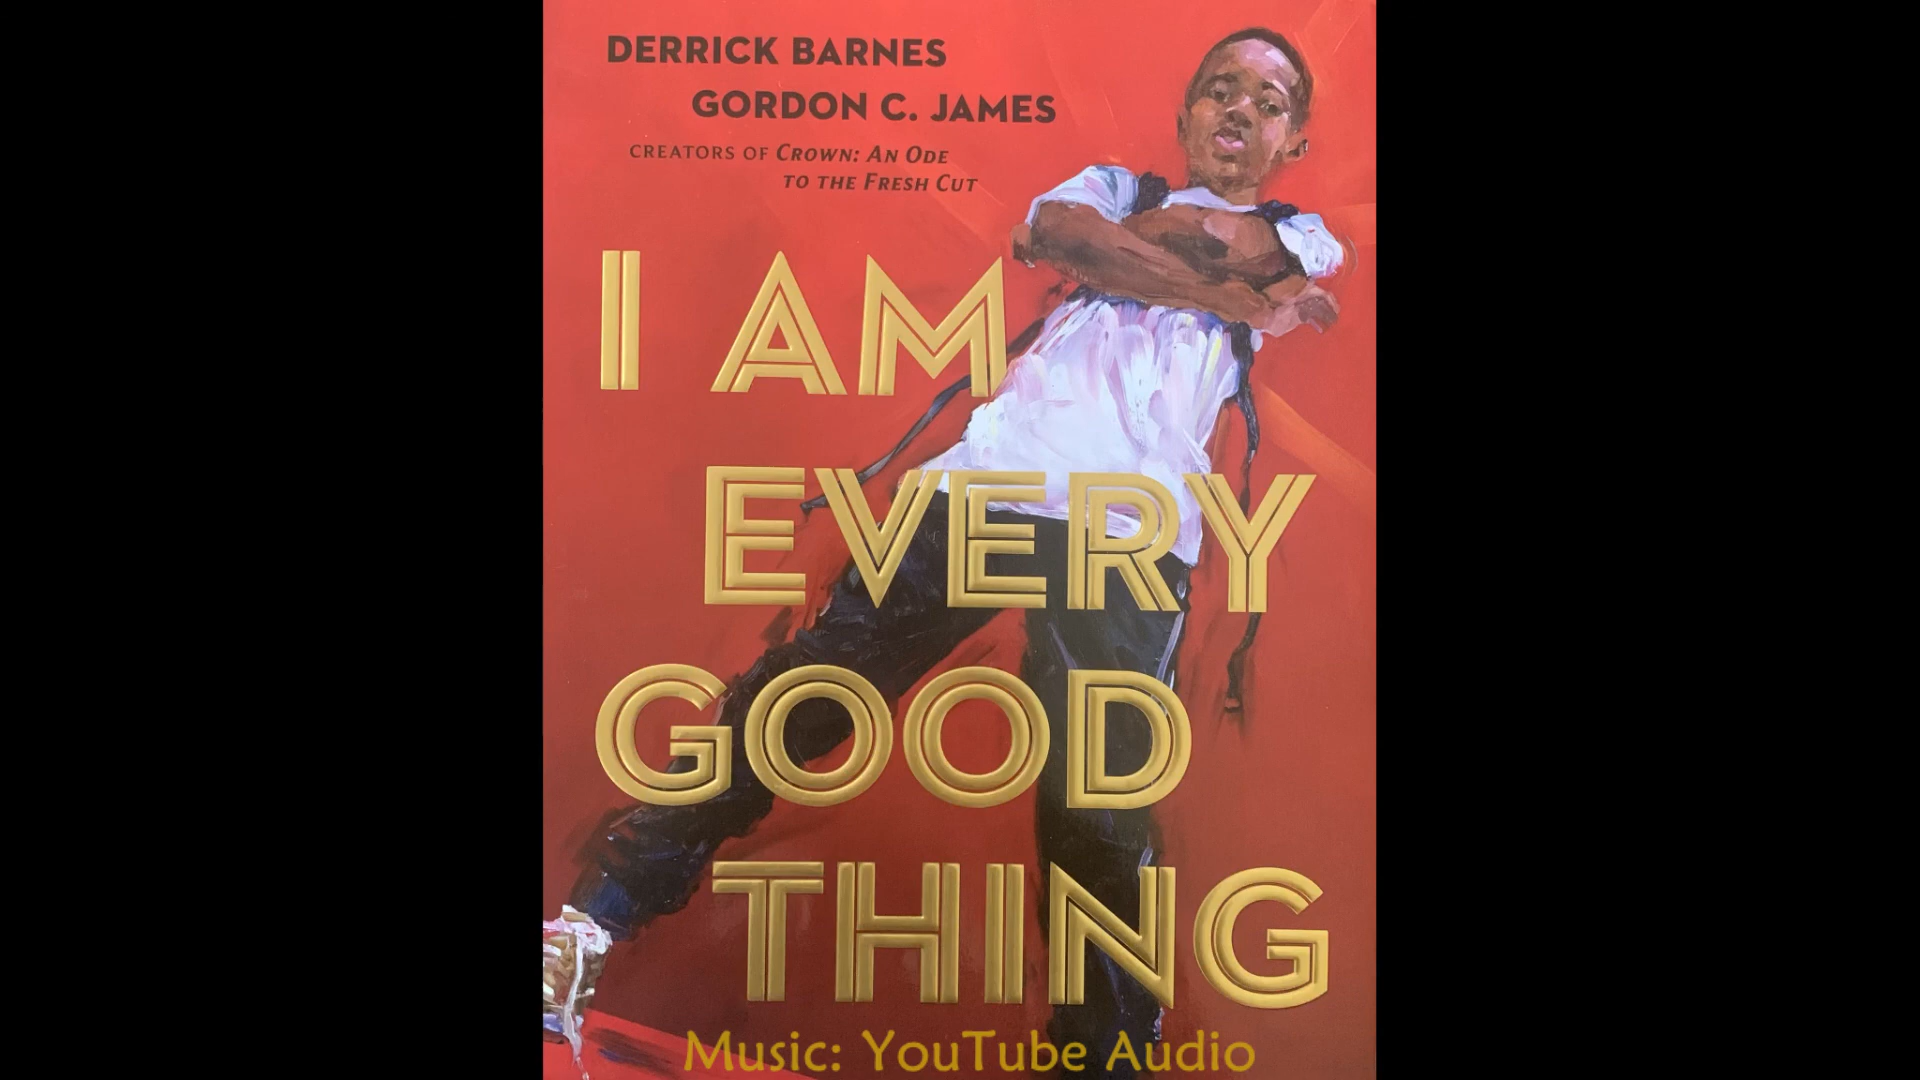 DERRICK BARNES
GORDON C. JAMES
CREATORS OF CROWN: AN ODE
TO THE FRESH CUT
I AM
EVERY
GOOD
THING
Music: YouTube Audio